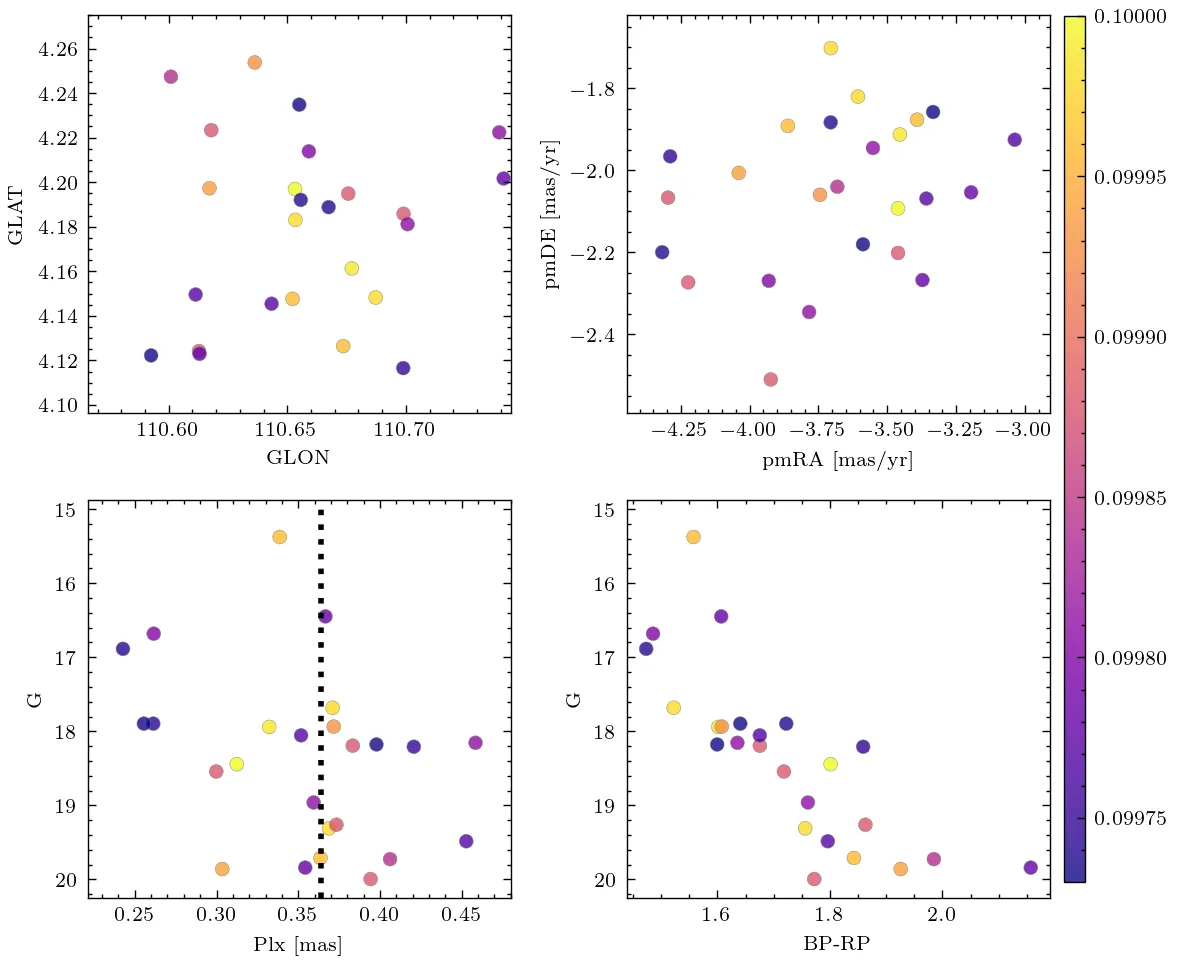 4.26
4.24
4.22
4.20
4.18
4.16
4.14
4.12
4.10
GLAT
110.60 110.65 110.70
GLON
−1.8
−2.0
−2.2
−2.4
pmDE [mas/yr]
−4.25 −4.00 −3.75 −3.50 −3.25 −3.00
pmRA [mas/yr]
15
16
17
18
19
20
G
0.25 0.30 0.35 0.40 0.45
Plx [mas]
15
16
17
18
19
20
G
1.6 1.8 2.0
BP-RP
0.10000
0.09995
0.09990
0.09985
0.09980
0.09975